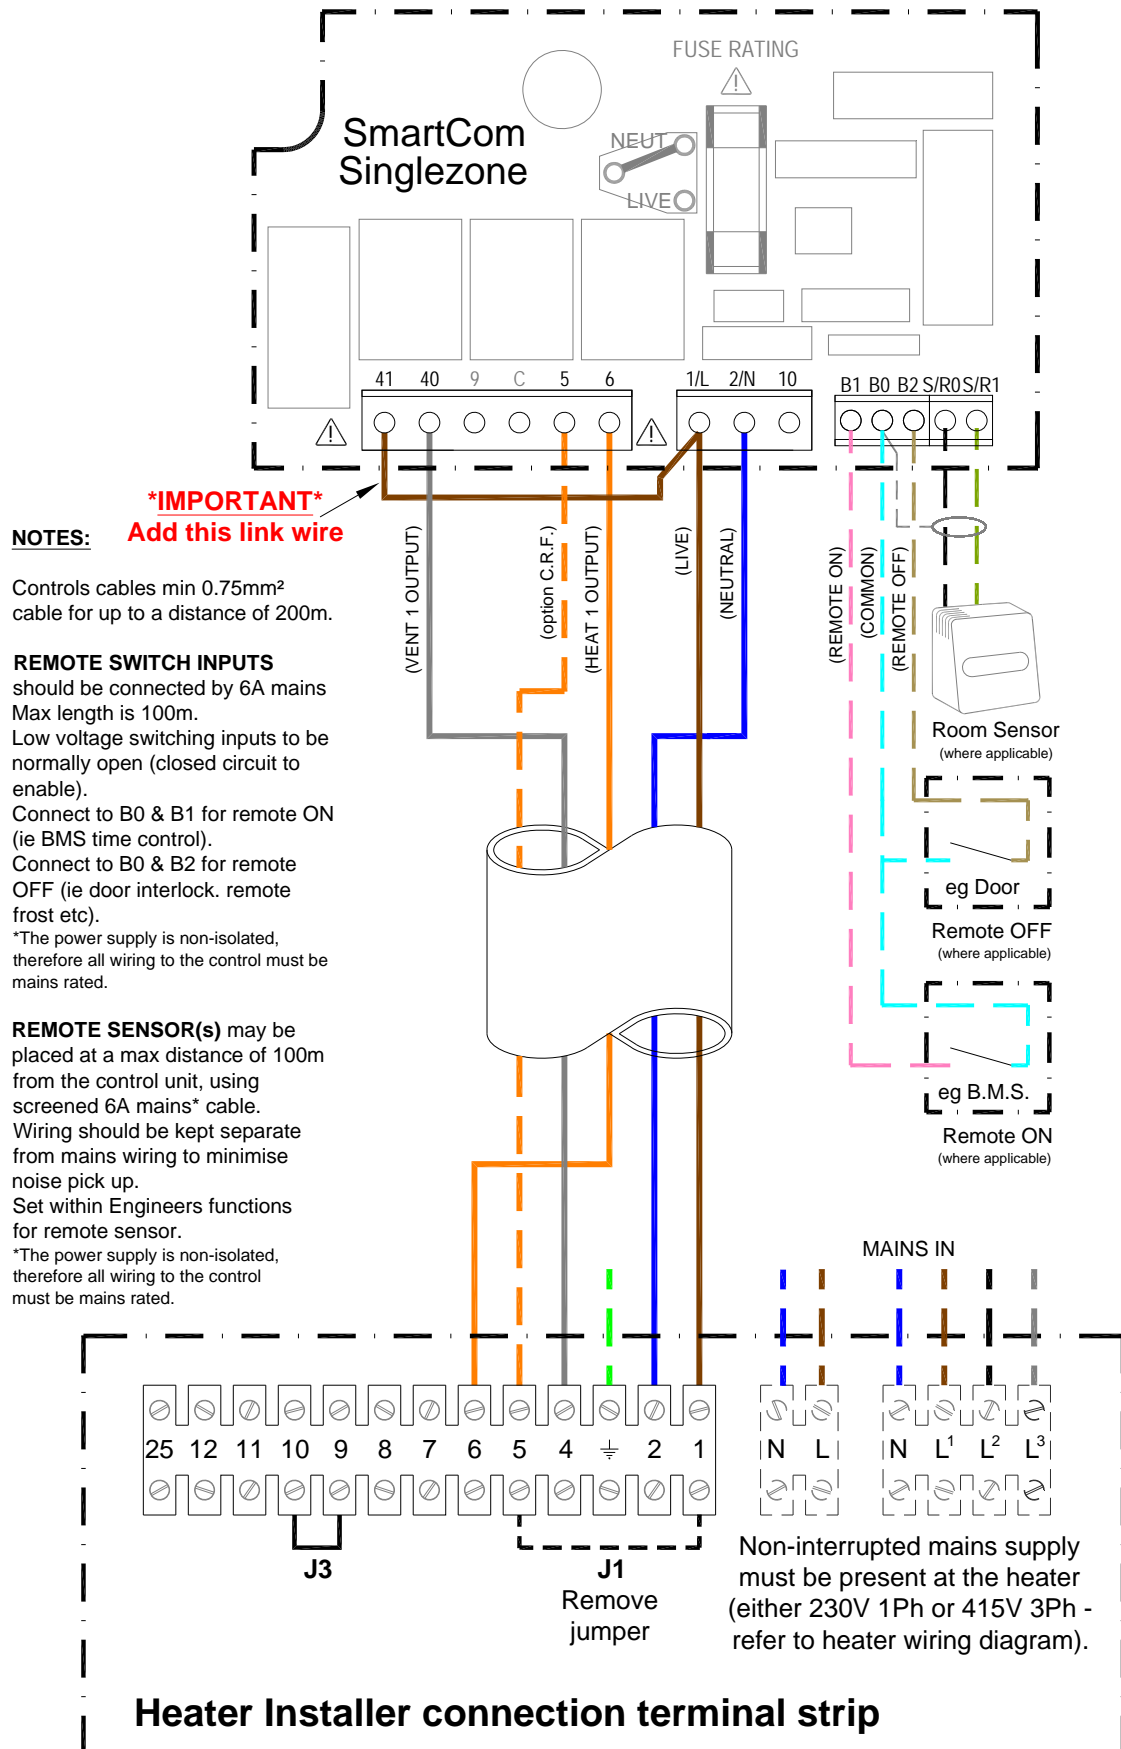 FUSE RATING
SmartCom
Singlezone
NEUT
LIVE
41 40 9 C 5 6 1/L 2/N 10 B1 B0 B2 S/R0 S/R1
*IMPORTANT*
Add this link wire
(VENT 1 OUTPUT)
(option C.R.F.)
(HEAT 1 OUTPUT)
(LIVE)
(NEUTRAL)
(REMOTE ON)
(COMMON)
(REMOTE OFF)
NOTES:
Controls cables min 0.75mm²
cable for up to a distance of 200m.
REMOTE SWITCH INPUTS
should be connected by 6A mains
Max length is 100m.
Low voltage switching inputs to be
normally open (closed circuit to
enable).
Connect to B0 & B1 for remote ON
(ie BMS time control).
Connect to B0 & B2 for remote
OFF (ie door interlock. remote
frost etc).
*The power supply is non-isolated,
therefore all wiring to the control must be
mains rated.
REMOTE SENSOR(s) may be
placed at a max distance of 100m
from the control unit, using
screened 6A mains* cable.
Wiring should be kept separate
from mains wiring to minimise
noise pick up.
Set within Engineers functions
for remote sensor.
*The power supply is non-isolated,
therefore all wiring to the control
must be mains rated.
Room Sensor
(where applicable)
eg Door
Remote OFF
(where applicable)
eg B.M.S.
Remote ON
(where applicable)
MAINS IN
25 12 11 10 9 8 7 6 5 4 ⏚ 2 1 N L N L¹ L² L³
J3
J1
Remove
jumper
Non-interrupted mains supply
must be present at the heater
(either 230V 1Ph or 415V 3Ph -
refer to heater wiring diagram).
Heater Installer connection terminal strip